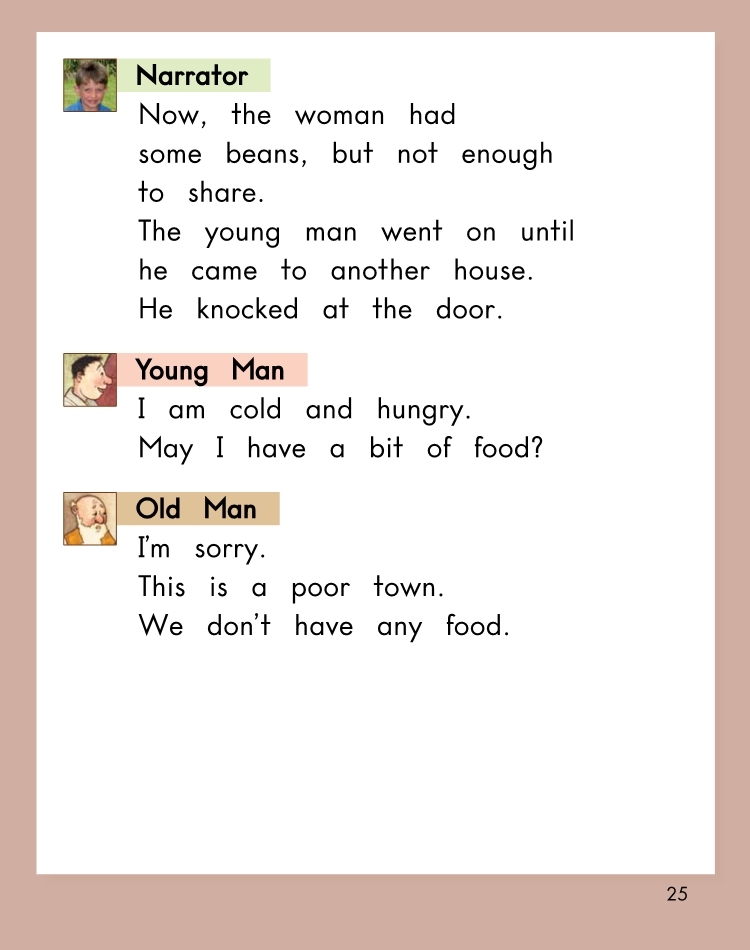 Narrator
Now, the woman had
some beans, but not enough
to share.
The young man went on until
he came to another house.
He knocked at the door.
Young Man
I am cold and hungry.
May I have a bit of food?
Old Man
I'm sorry.
This is a poor town.
We don't have any food.
25